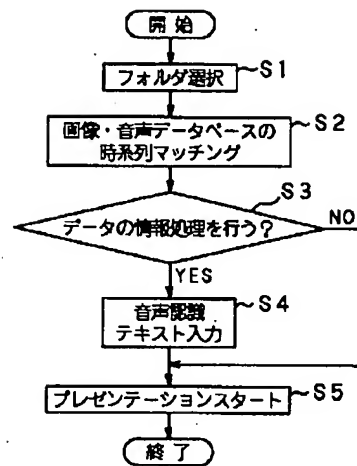 開始
フォルダ選択
S1
画像・音声データベースの
時系列マッチング
S2
データの情報処理を行う?
S3
NO
YES
音声認識
テキスト入力
S4
プレゼンテーションスタート
S5
終了